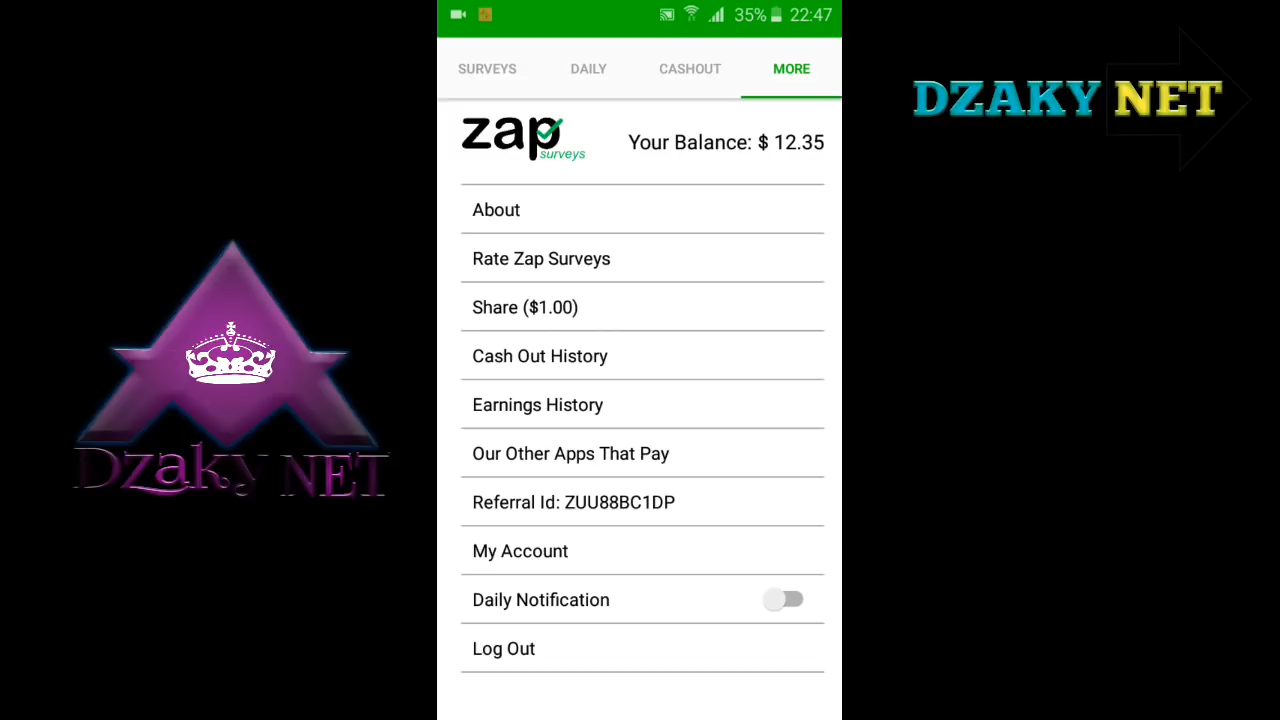 35% 22:47
SURVEYS DAILY CASHOUT MORE
DZAKY NET
zap surveys
Your Balance: $ 12.35
About
Rate Zap Surveys
Share ($1.00)
Cash Out History
Earnings History
Our Other Apps That Pay
Referral Id: ZUU88BC1DP
My Account
Daily Notification
Log Out
Dzaky NET